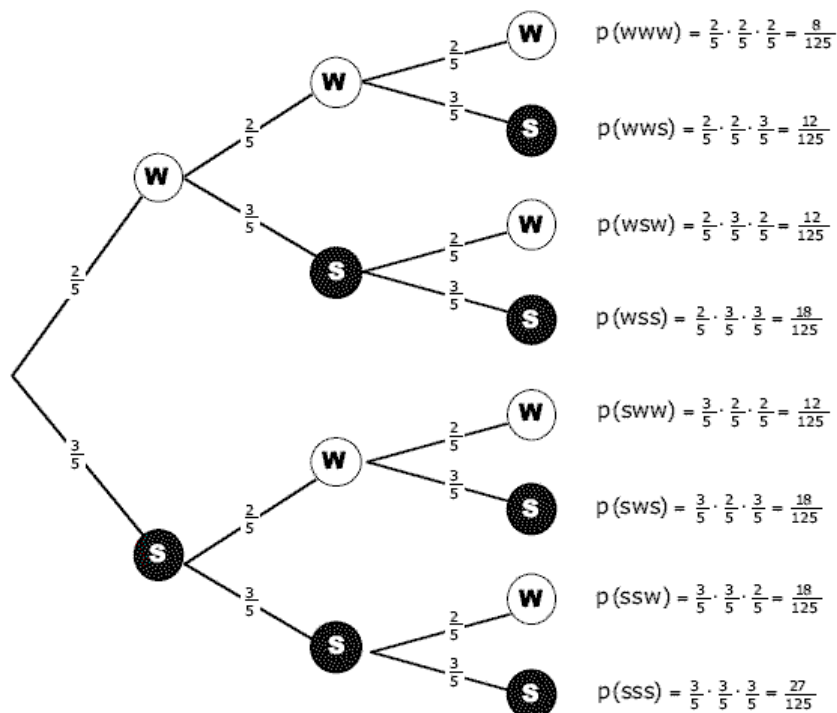 W 2/5 p(www) = 2/5 · 2/5 · 2/5 = 8/125
W
2/5 3/5 S p(wws) = 2/5 · 2/5 · 3/5 = 12/125
W
3/5 2/5 W p(wsw) = 2/5 · 3/5 · 2/5 = 12/125
2/5 S
3/5 S p(wss) = 2/5 · 3/5 · 3/5 = 18/125
2/5 W p(sww) = 3/5 · 2/5 · 2/5 = 12/125
3/5 W
2/5 3/5 S p(sws) = 3/5 · 2/5 · 3/5 = 18/125
S
3/5 2/5 W p(ssw) = 3/5 · 3/5 · 2/5 = 18/125
S
3/5 S p(sss) = 3/5 · 3/5 · 3/5 = 27/125